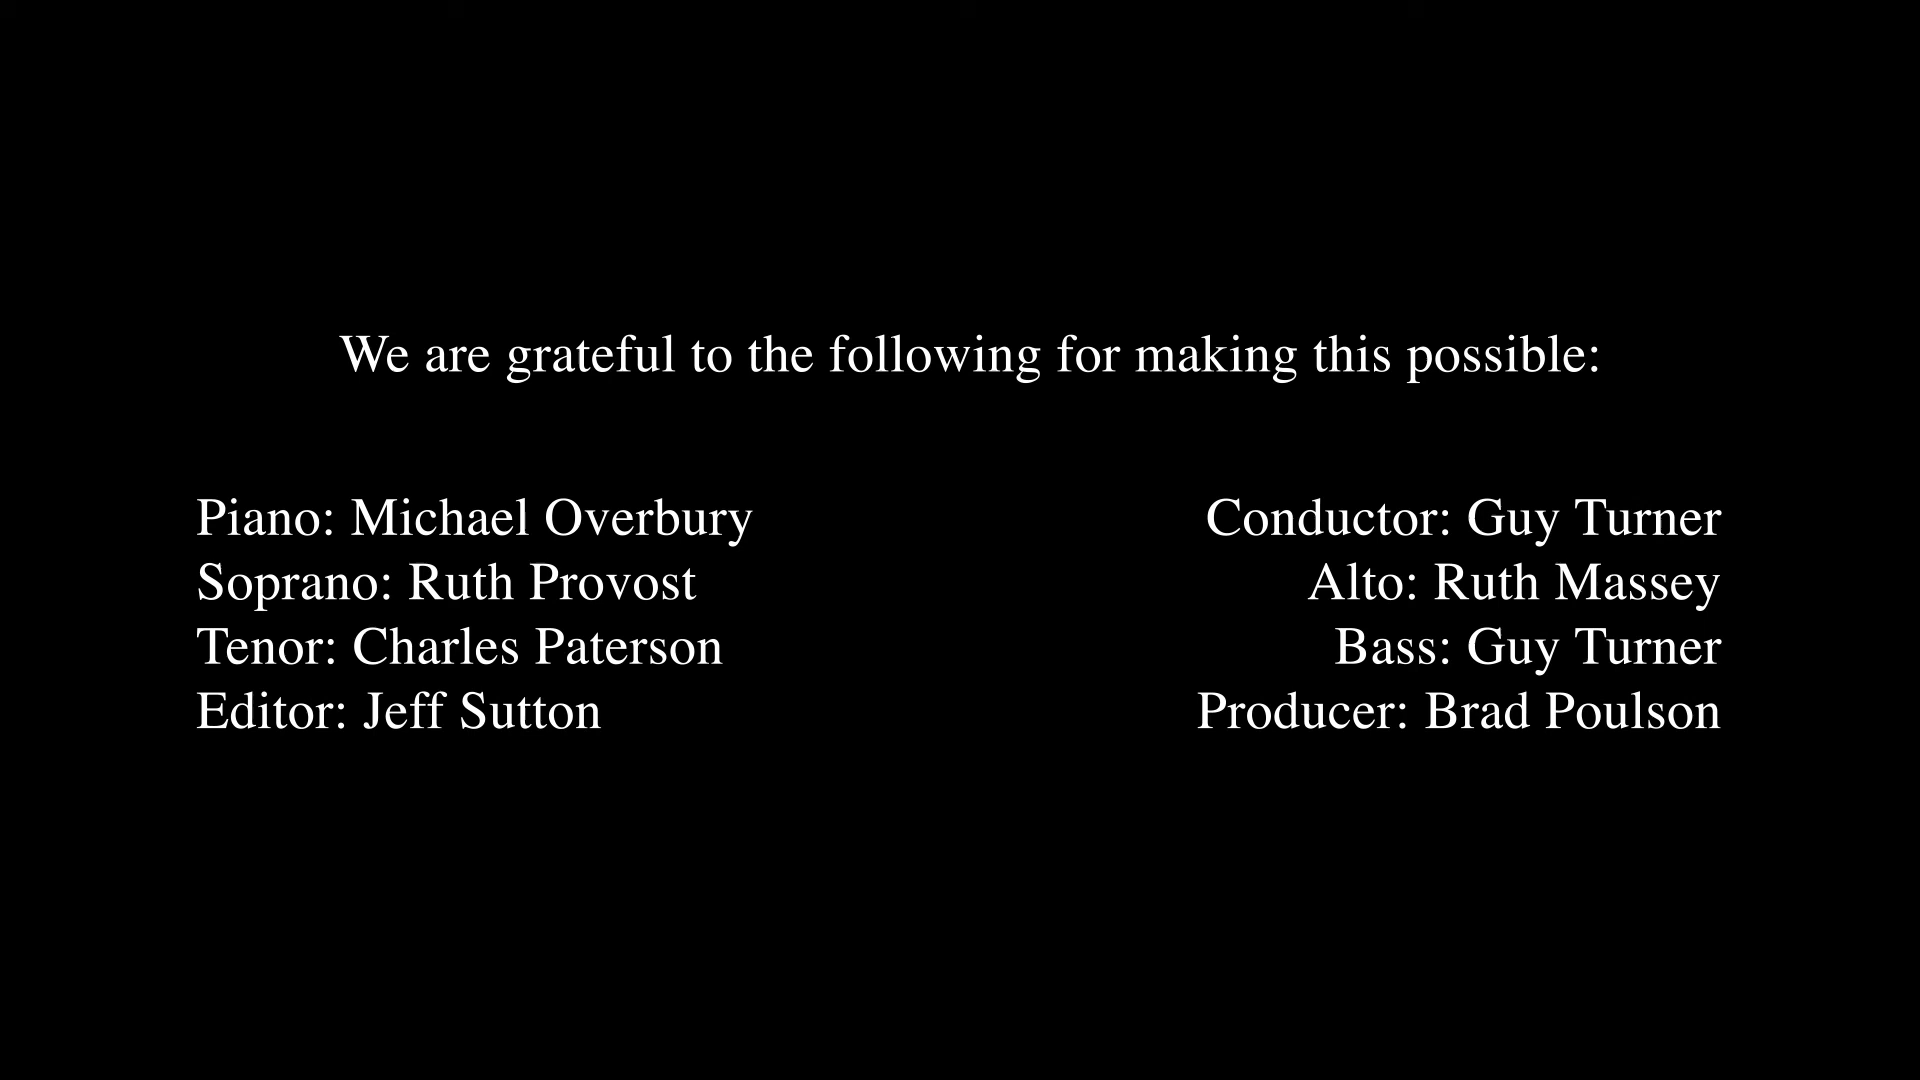 We are grateful to the following for making this possible:
Piano: Michael Overbury
Conductor: Guy Turner
Soprano: Ruth Provost
Alto: Ruth Massey
Tenor: Charles Paterson
Bass: Guy Turner
Editor: Jeff Sutton
Producer: Brad Poulson